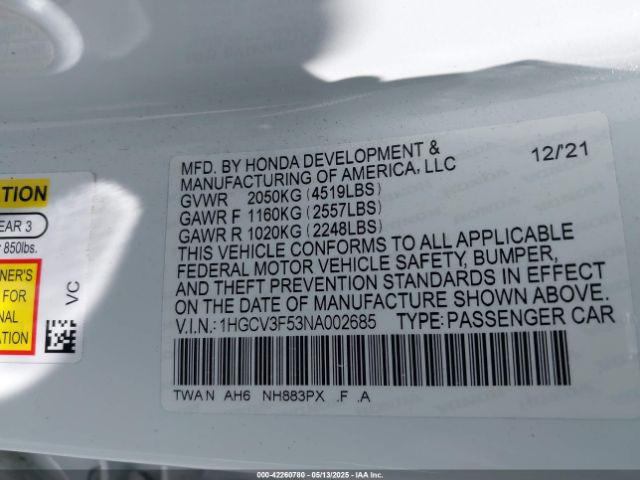 MFD. BY HONDA DEVELOPMENT &
MANUFACTURING OF AMERICA, LLC 12/'21
GVWR 2050KG (4519LBS)
GAWR F 1160KG (2557LBS)
GAWR R 1020KG (2248LBS)
THIS VEHICLE CONFORMS TO ALL APPLICABLE
FEDERAL MOTOR VEHICLE SAFETY, BUMPER,
AND THEFT PREVENTION STANDARDS IN EFFECT
ON THE DATE OF MANUFACTURE SHOWN ABOVE.
V.I.N.: 1HGCV3F53NA002685 TYPE: PASSENGER CAR
TWAN AH6 NH883PX .F .A
TION
EAR 3
850lbs.
NER'S
FOR
NAL
ATION
VC
000-42260780 - 05/13/2025 - IAAI